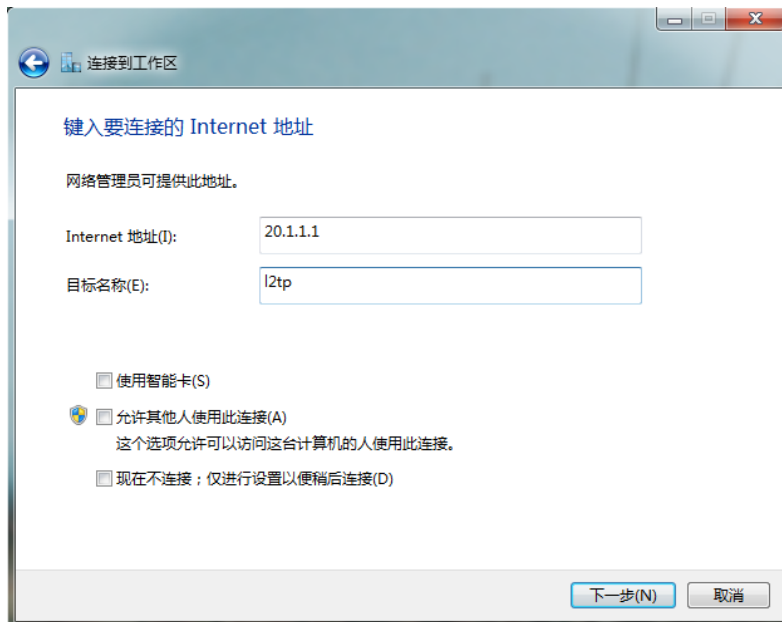 连接到工作区
键入要连接的 Internet 地址
网络管理员可提供此地址。
Internet 地址(I):
20.1.1.1
目标名称(E):
l2tp
使用智能卡(S)
允许其他人使用此连接(A)
这个选项允许可以访问这台计算机的人使用此连接。
现在不连接；仅进行设置以便稍后连接(D)
下一步(N)
取消